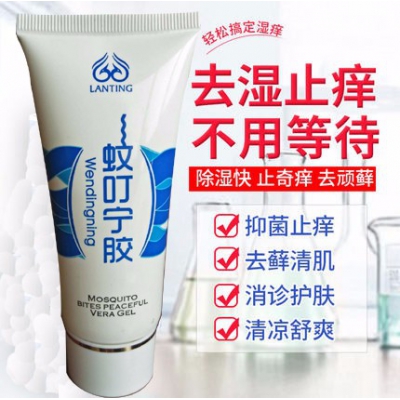 LANTING
蚊叮宁胶
Wendingning
MOSQUITO
BITES PEACEFUL
VERA GEL
轻松搞定湿痒
去湿止痒
不用等待
除湿快 止奇痒 去顽藓
抑菌止痒
去藓清肌
消诊护肤
清凉舒爽